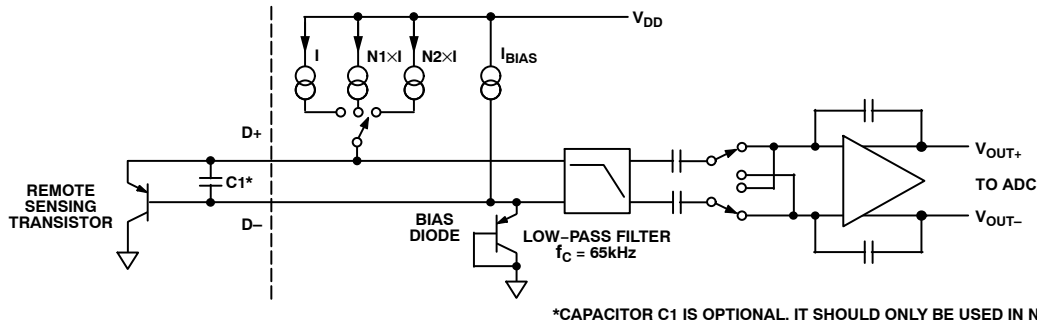 V_DD
I
N1×I
N2×I
I_BIAS
D+
C1*
REMOTE
SENSING
TRANSISTOR
D–
BIAS
DIODE
LOW–PASS FILTER
f_C = 65kHz
V_OUT+
TO ADC
V_OUT–
*CAPACITOR C1 IS OPTIONAL. IT SHOULD ONLY BE USED IN